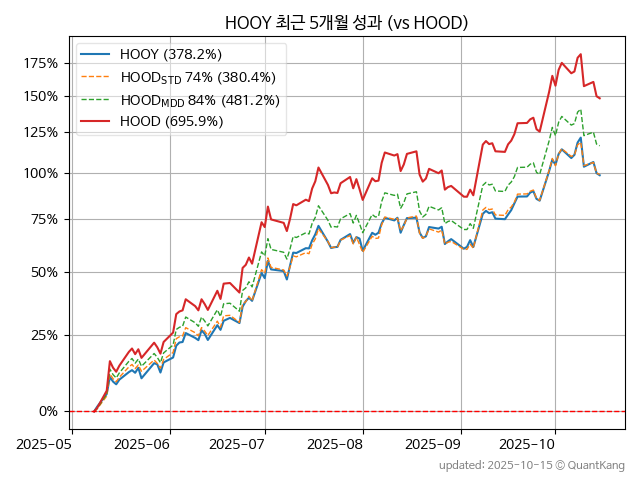 HOOY 최근 5개월 성과 (vs HOOD)
HOOY (378.2%)
HOOD_STD 74% (380.4%)
HOOD_MDD 84% (481.2%)
HOOD (695.9%)
175%
150%
125%
100%
75%
50%
25%
0%
2025-05 2025-06 2025-07 2025-08 2025-09 2025-10
updated: 2025-10-15 © QuantKang